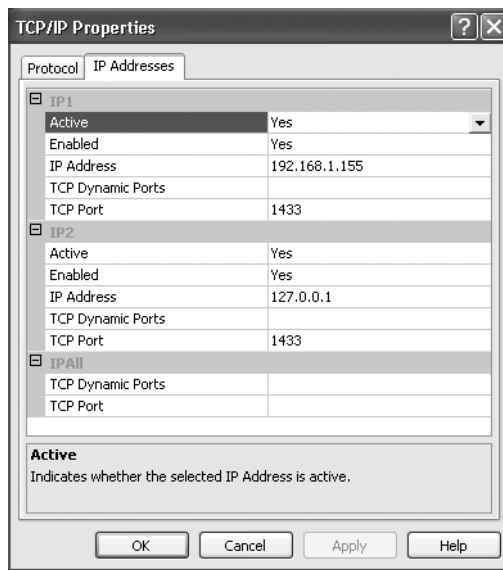 TCP/IP Properties
Protocol IP Addresses
IP1
Active Yes
Enabled Yes
IP Address 192.168.1.155
TCP Dynamic Ports
TCP Port 1433
IP2
Active Yes
Enabled Yes
IP Address 127.0.0.1
TCP Dynamic Ports
TCP Port 1433
IPAll
TCP Dynamic Ports
TCP Port
Active
Indicates whether the selected IP Address is active.
OK Cancel Apply Help